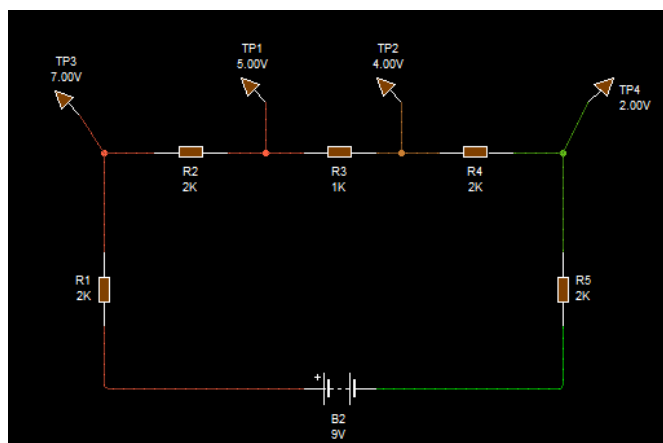 TP3
7.00V
TP1
5.00V
TP2
4.00V
TP4
2.00V
R2
2K
R3
1K
R4
2K
R1
2K
R5
2K
+
B2
9V